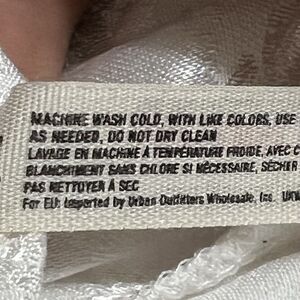 MACHINE WASH COLD, WITH LIKE COLORS, USE
AS NEEDED, DO NOT DRY CLEAN
LAVAGE EN MACHINE À TEMPÉRATURE FROIDE, AVEC C
BLANCHIMENT SANS CHLORE SI NÉCESSAIRE, SÉCHER
PAS NETTOYER À SEC
For EU: Imported by Urban Outfitters Wholesale, Inc. UKW